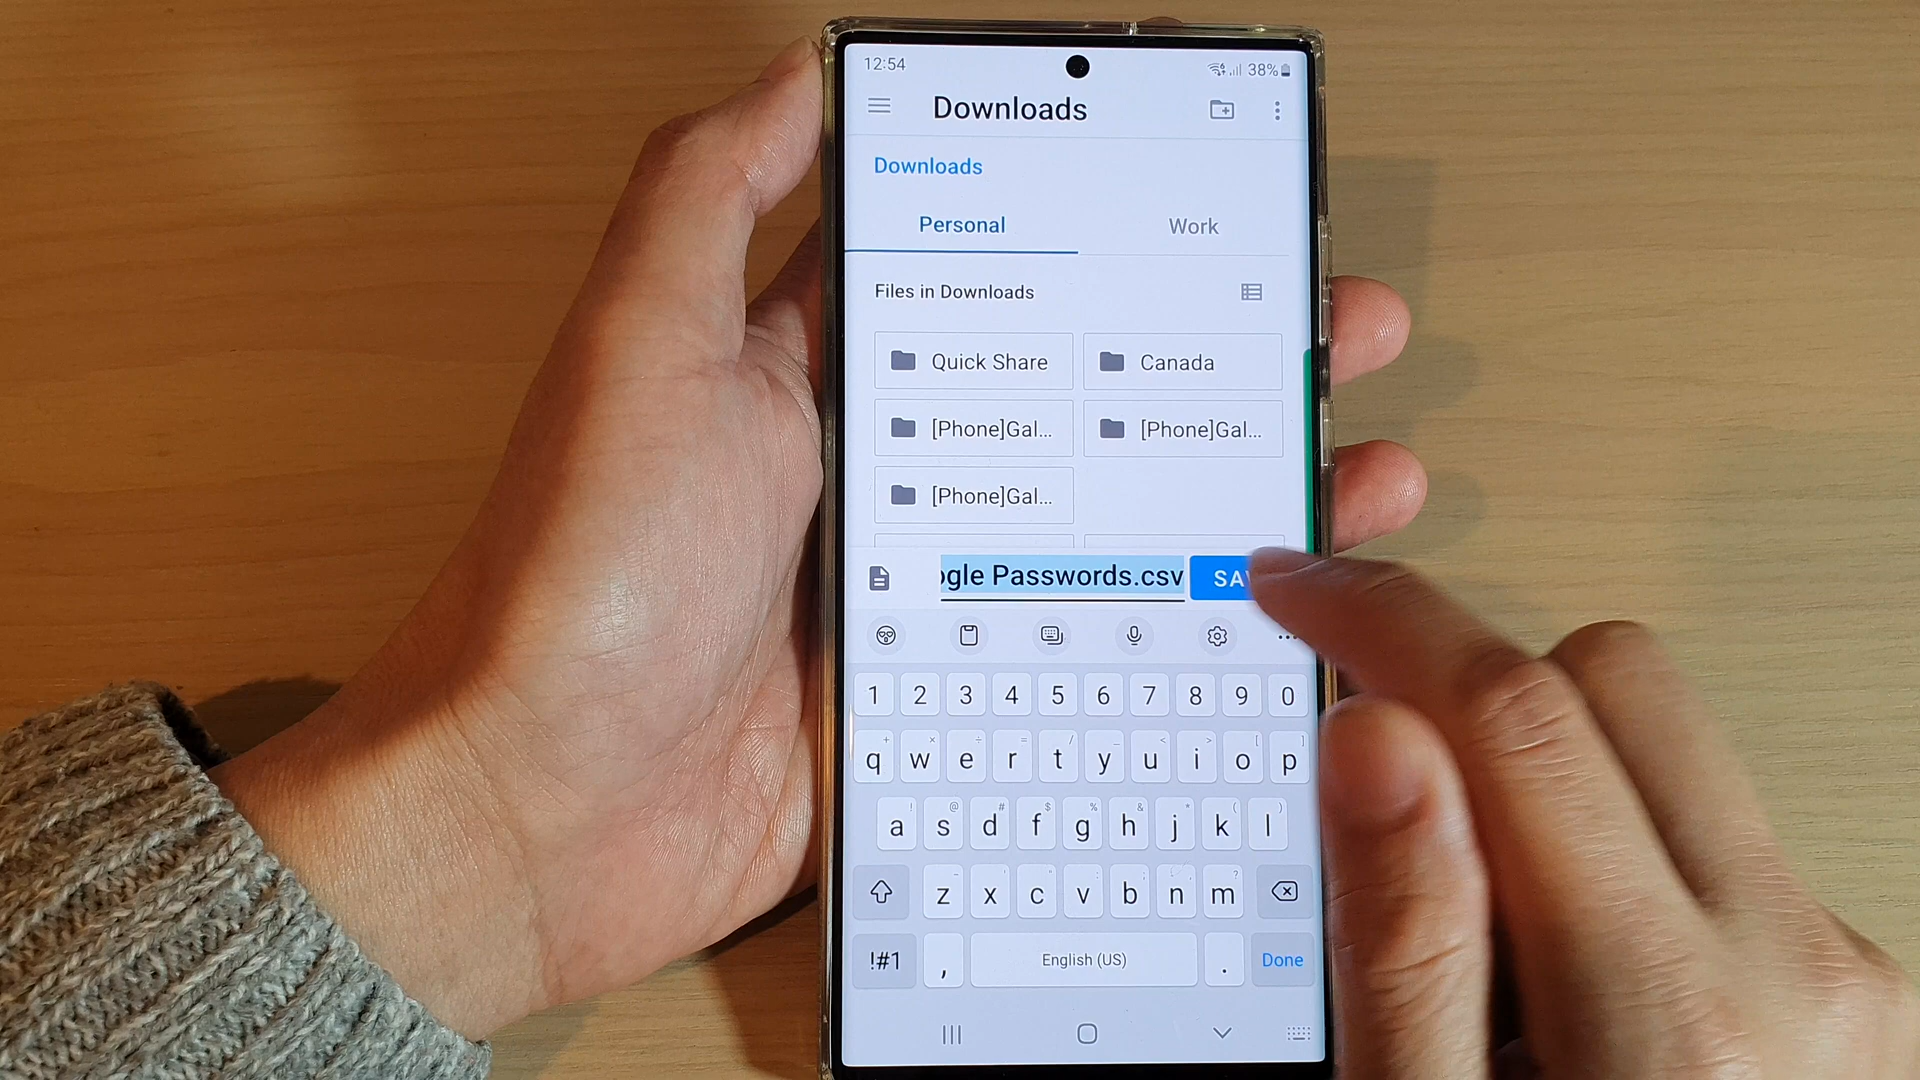 12:54
38%
Downloads
Downloads
Personal Work
Files in Downloads
Quick Share Canada
[Phone]Gal... [Phone]Gal...
[Phone]Gal...
ogle Passwords.csv SAV
1 2 3 4 5 6 7 8 9 0
q w e r t y u i o p
a s d f g h j k l
z x c v b n m
!#1 , English (US) . Done